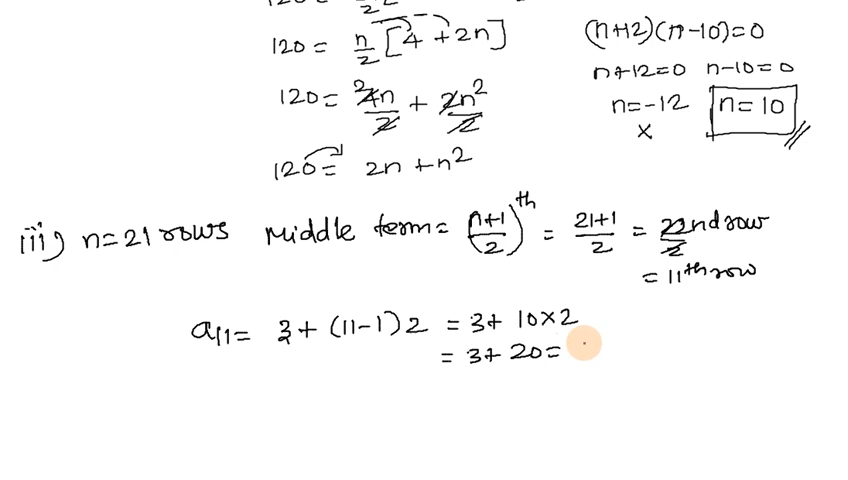 120 =
120 = n/2 [4 + 2n]
120 = 4n/2 + 2n²/2
120 = 2n + n²
(n+12)(n-10)=0
n+12=0 n-10=0
n=-12 n=10
x
iii) n=21 rows Middle term = (n+1/2)th = 21+1/2 = 22/2 nd row
= 11th row
a11 = 3 + (11-1) 2 = 3 + 10×2
= 3 + 20 =